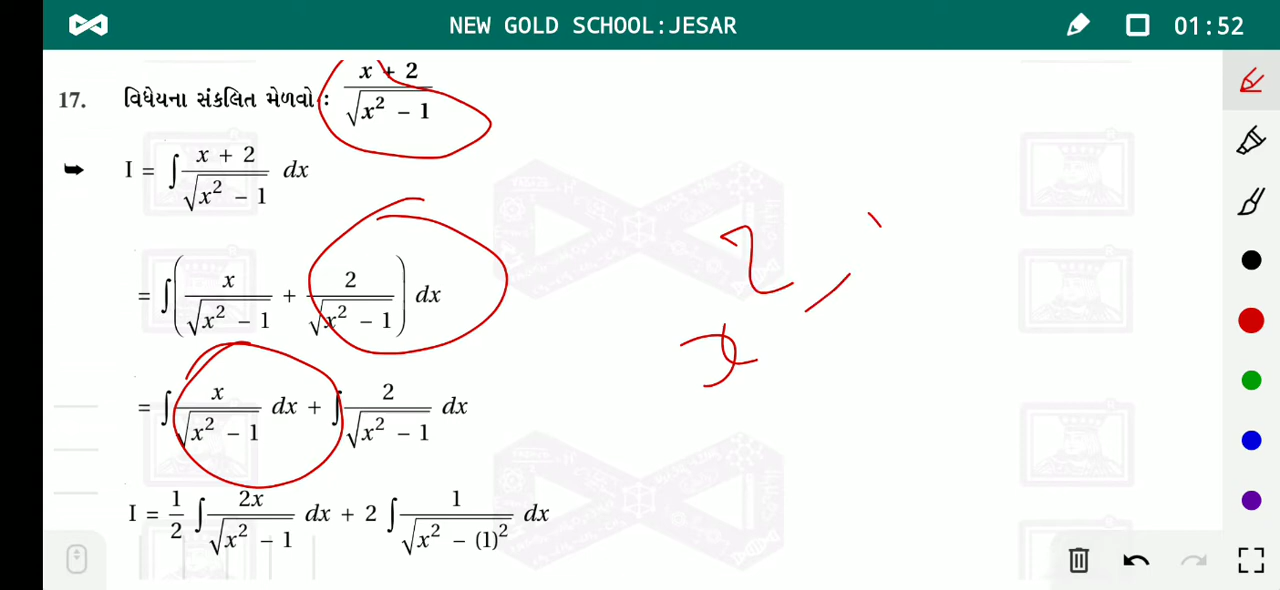 NEW GOLD SCHOOL:JESAR
01:52
17. વિધેયના સંકલિત મેળવો : x + 2 / √(x² − 1)
➥ I = ∫ x + 2 / √(x² − 1) dx
= ∫ ( x / √(x² − 1) + 2 / √(x² − 1) ) dx
= ∫ x / √(x² − 1) dx + ∫ 2 / √(x² − 1) dx
I = 1/2 ∫ 2x / √(x² − 1) dx + 2 ∫ 1 / √(x² − (1)²) dx
2,
x